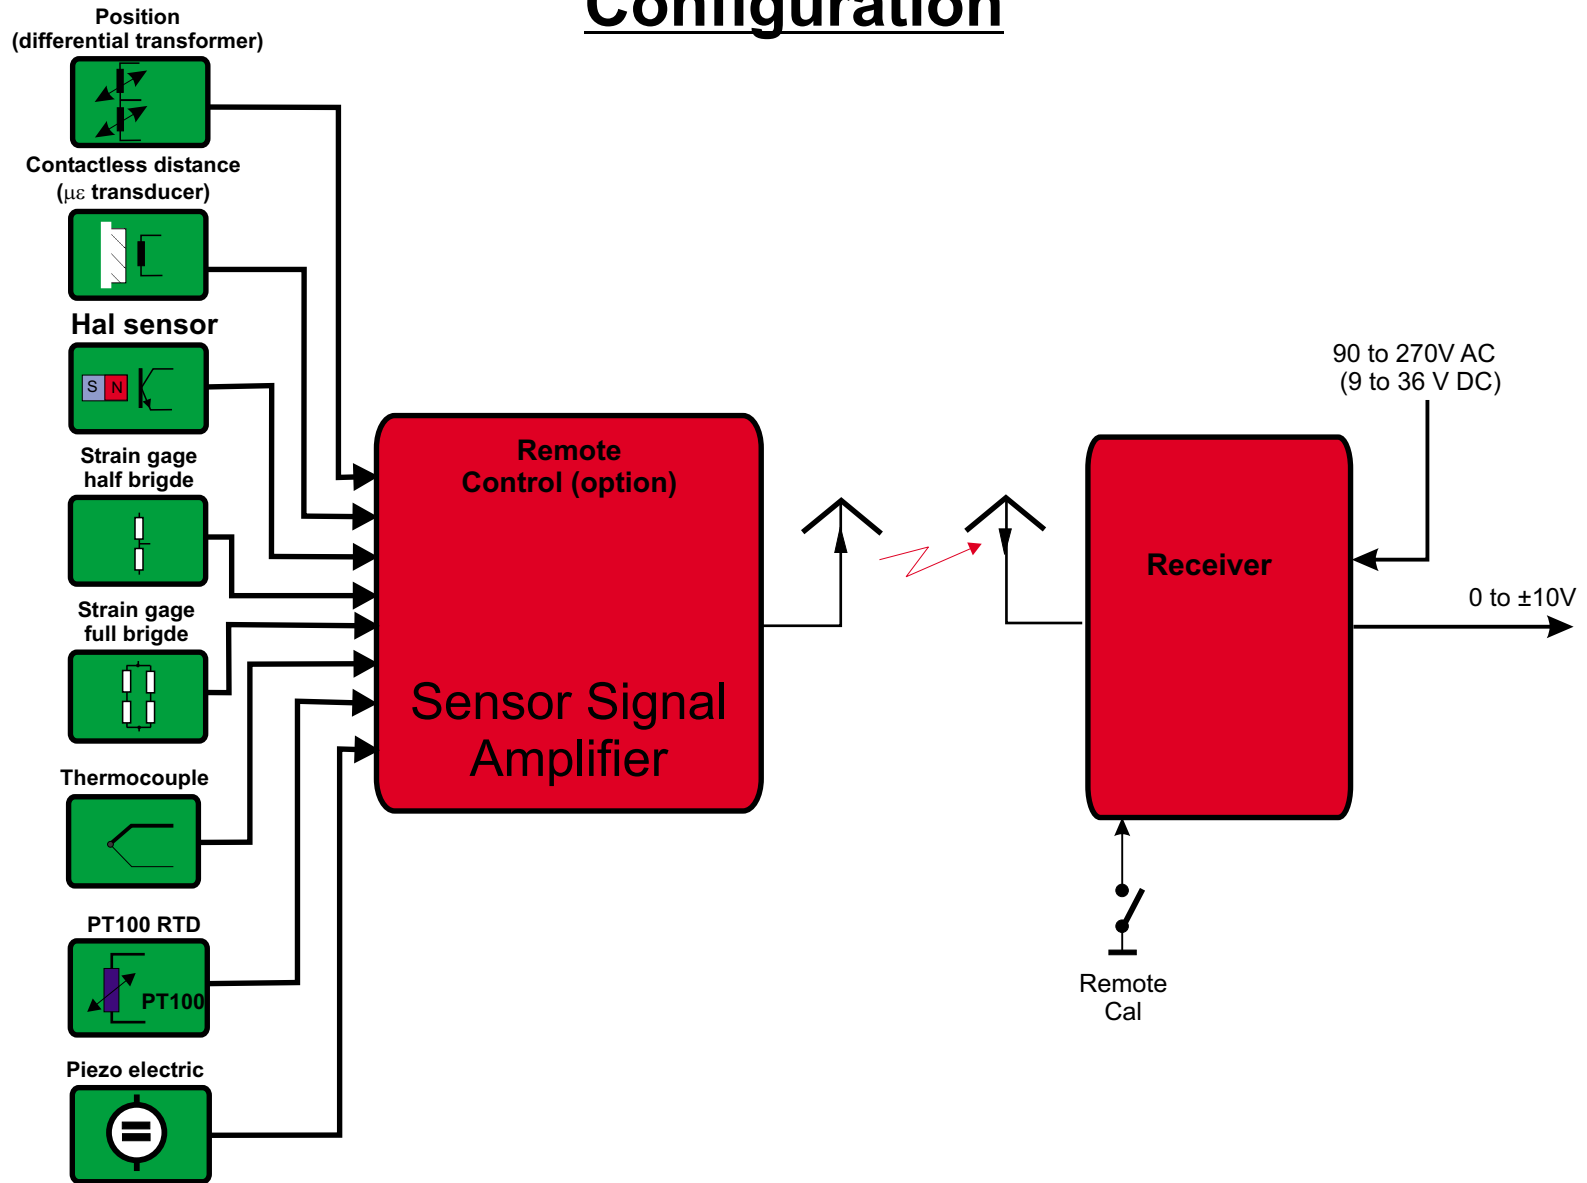 Configuration
Position
(differential transformer)
Contactless distance
(με transducer)
Hal sensor
S N
Strain gage
half brigde
Strain gage
full brigde
Thermocouple
PT100 RTD
PT100
Piezo electric
Remote
Control (option)
Sensor Signal
Amplifier
Receiver
90 to 270V AC
(9 to 36 V DC)
0 to ±10V
Remote
Cal